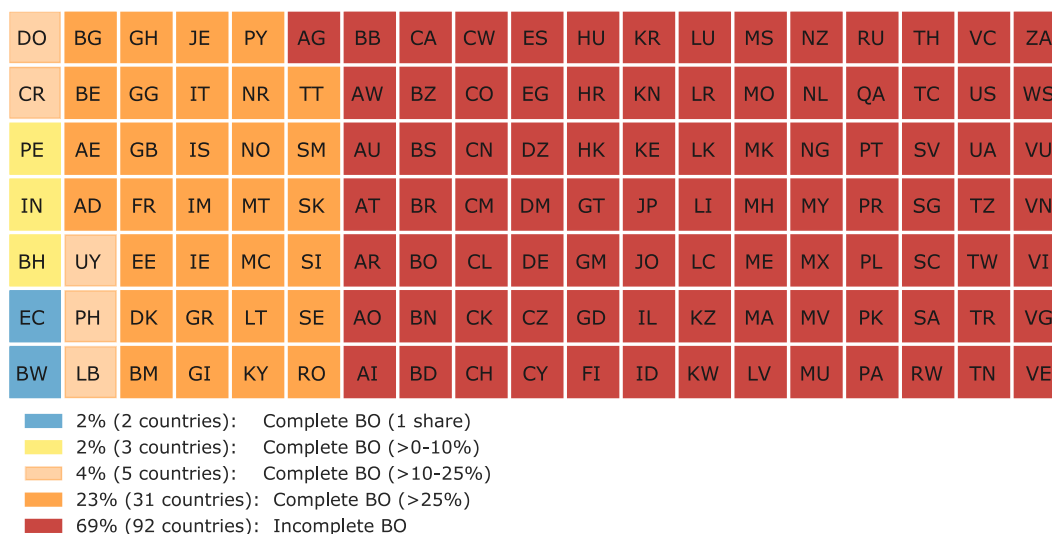 DO BG GH JE PY AG BB CA CW ES HU KR LU MS NZ RU TH VC ZA
CR BE GG IT NR TT AW BZ CO EG HR KN LR MO NL QA TC US WS
PE AE GB IS NO SM AU BS CN DZ HK KE LK MK NG PT SV UA VU
IN AD FR IM MT SK AT BR CM DM GT JP LI MH MY PR SG TZ VN
BH UY EE IE MC SI AR BO CL DE GM JO LC ME MX PL SC TW VI
EC PH DK GR LT SE AO BN CK CZ GD IL KZ MA MV PK SA TR VG
BW LB BM GI KY RO AI BD CH CY FI ID KW LV MU PA RW TN VE
2% (2 countries): Complete BO (1 share)
2% (3 countries): Complete BO (>0-10%)
4% (5 countries): Complete BO (>10-25%)
23% (31 countries): Complete BO (>25%)
69% (92 countries): Incomplete BO